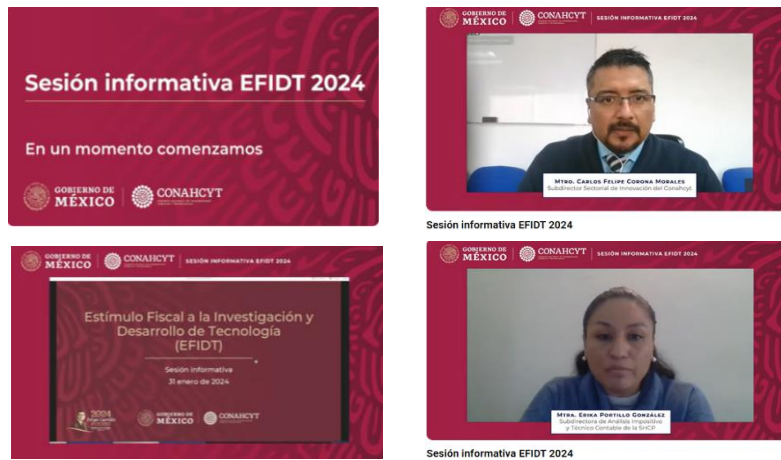 Sesión informativa EFIDT 2024
En un momento comenzamos
GOBIERNO DE
MÉXICO
CONAHCYT
GOBIERNO DE
MÉXICO
CONAHCYT
SESIÓN INFORMATIVA EFIDT 2024
Mtro. Carlos Felipe Corona Morales
Subdirector Sectorial de Innovación del Conahcyt
Sesión informativa EFIDT 2024
GOBIERNO DE
MÉXICO
CONAHCYT
SESIÓN INFORMATIVA EFIDT 2024
Estímulo Fiscal a la Investigación y
Desarrollo de Tecnología
(EFIDT)
Sesión informativa
31 enero de 2024
2024
GOBIERNO DE
MÉXICO
CONAHCYT
GOBIERNO DE
MÉXICO
CONAHCYT
SESIÓN INFORMATIVA EFIDT 2024
Mtra. Erika Portillo González
Subdirectora de Análisis Impositivo
y Técnico Contable de la SHCP
Sesión informativa EFIDT 2024